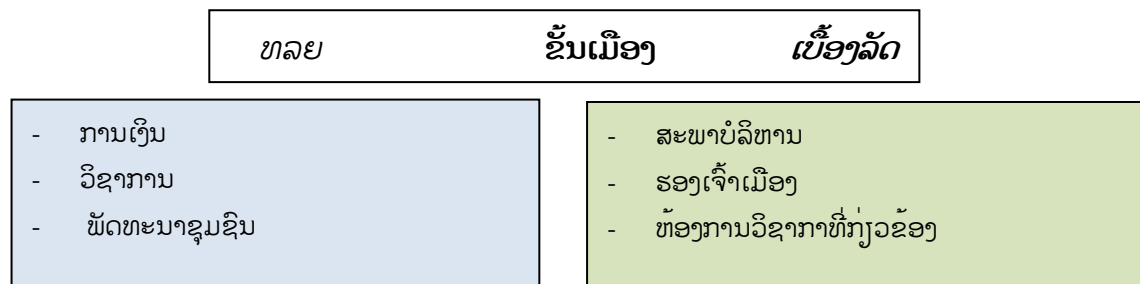 ທລຍ ຂັ້ນເມືອງ ເບື້ອງລັດ
- ການເງິນ
- ວິຊາການ
- ພັດທະນາຊຸມຊົນ
- ສະພາບໍລິຫານ
- ຮອງເຈົ້າເມືອງ
- ຫ້ອງການວິຊາກາທີ່ກ່ຽວຂ້ອງ